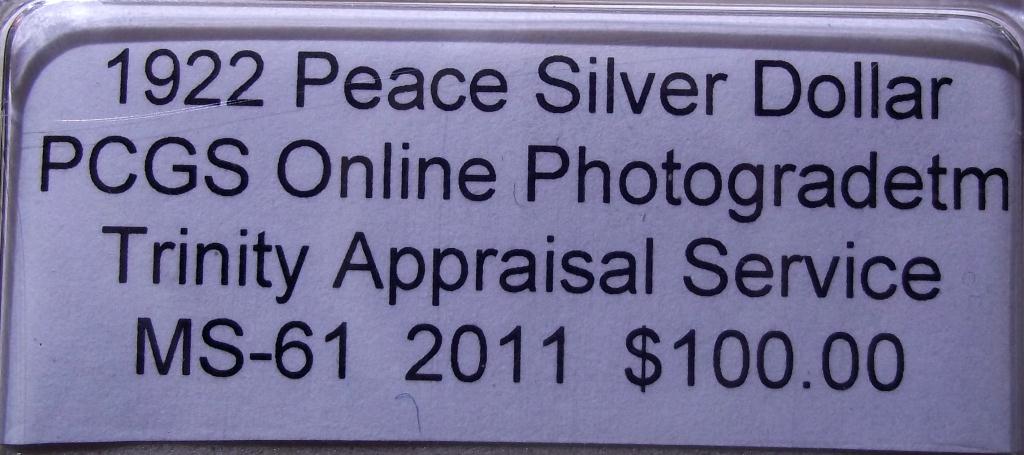 1922 Peace Silver Dollar
PCGS Online Photogradetm
Trinity Appraisal Service
MS-61 2011 $100.00